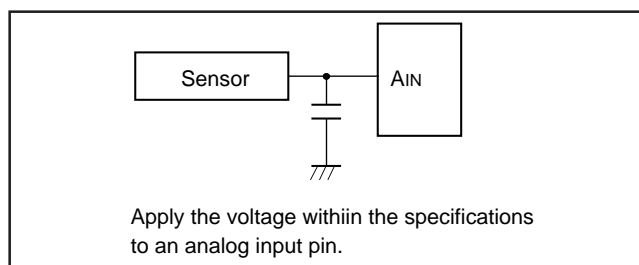 Sensor
AIN
Apply the voltage withiin the specifications
to an analog input pin.